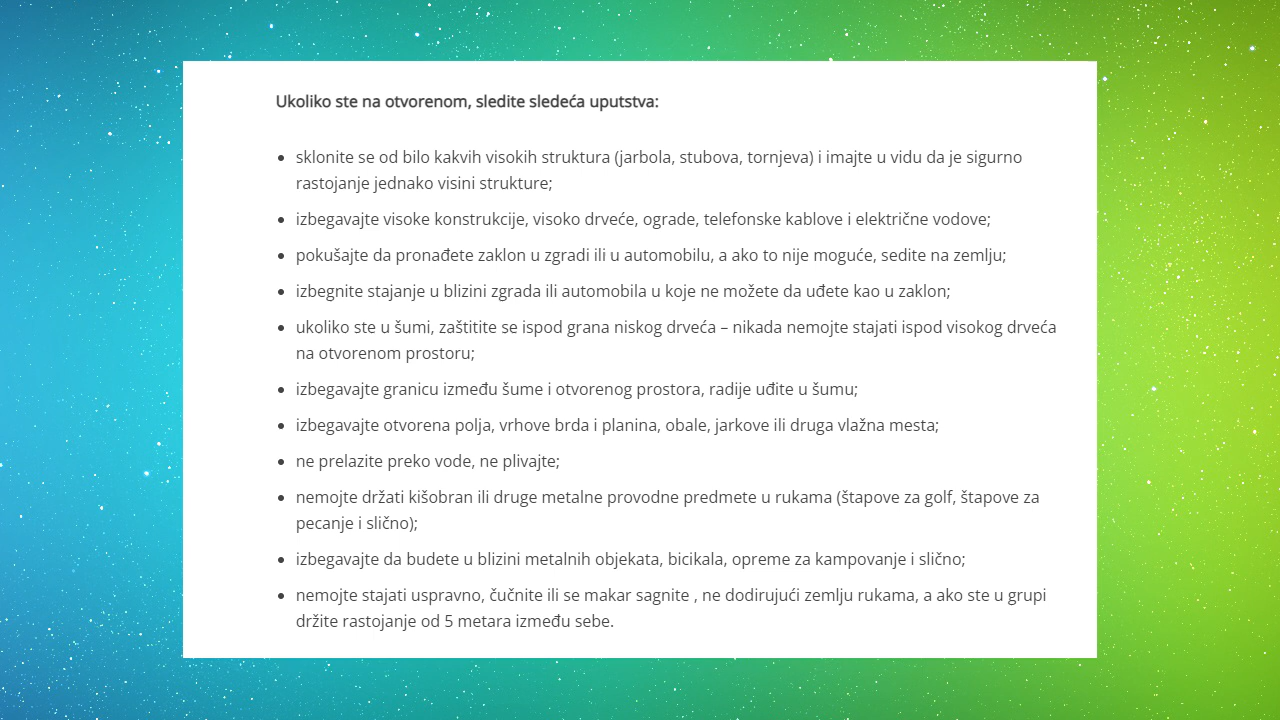 Ukoliko ste na otvorenom, sledite sledeća uputstva:
• sklonite se od bilo kakvih visokih struktura (jarbola, stubova, tornjeva) i imajte u vidu da je sigurno
rastojanje jednako visini strukture;
• izbegavajte visoke konstrukcije, visoko drveće, ograde, telefonske kablove i električne vodove;
• pokušajte da pronađete zaklon u zgradi ili u automobilu, a ako to nije moguće, sedite na zemlju;
• izbegnite stajanje u blizini zgrada ili automobila u koje ne možete da uđete kao u zaklon;
• ukoliko ste u šumi, zaštitite se ispod grana niskog drveća – nikada nemojte stajati ispod visokog drveća
na otvorenom prostoru;
• izbegavajte granicu između šume i otvorenog prostora, radije uđite u šumu;
• izbegavajte otvorena polja, vrhove brda i planina, obale, jarkove ili druga vlažna mesta;
• ne prelazite preko vode, ne plivajte;
• nemojte držati kišobran ili druge metalne provodne predmete u rukama (štapove za golf, štapove za
pecanje i slično);
• izbegavajte da budete u blizini metalnih objekata, bicikala, opreme za kampovanje i slično;
• nemojte stajati uspravno, čučnite ili se makar sagnite , ne dodirujući zemlju rukama, a ako ste u grupi
držite rastojanje od 5 metara između sebe.